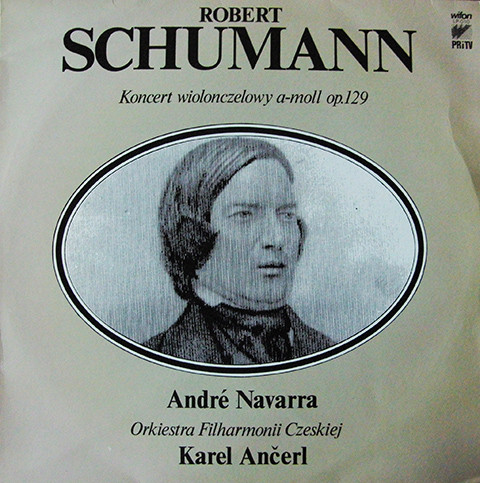 ROBERT
SCHUMANN
wifon
PRiTV
Koncert wiolonczelowy a-moll op.129
André Navarra
Orkiestra Filharmonii Czeskiej
Karel Ančerl